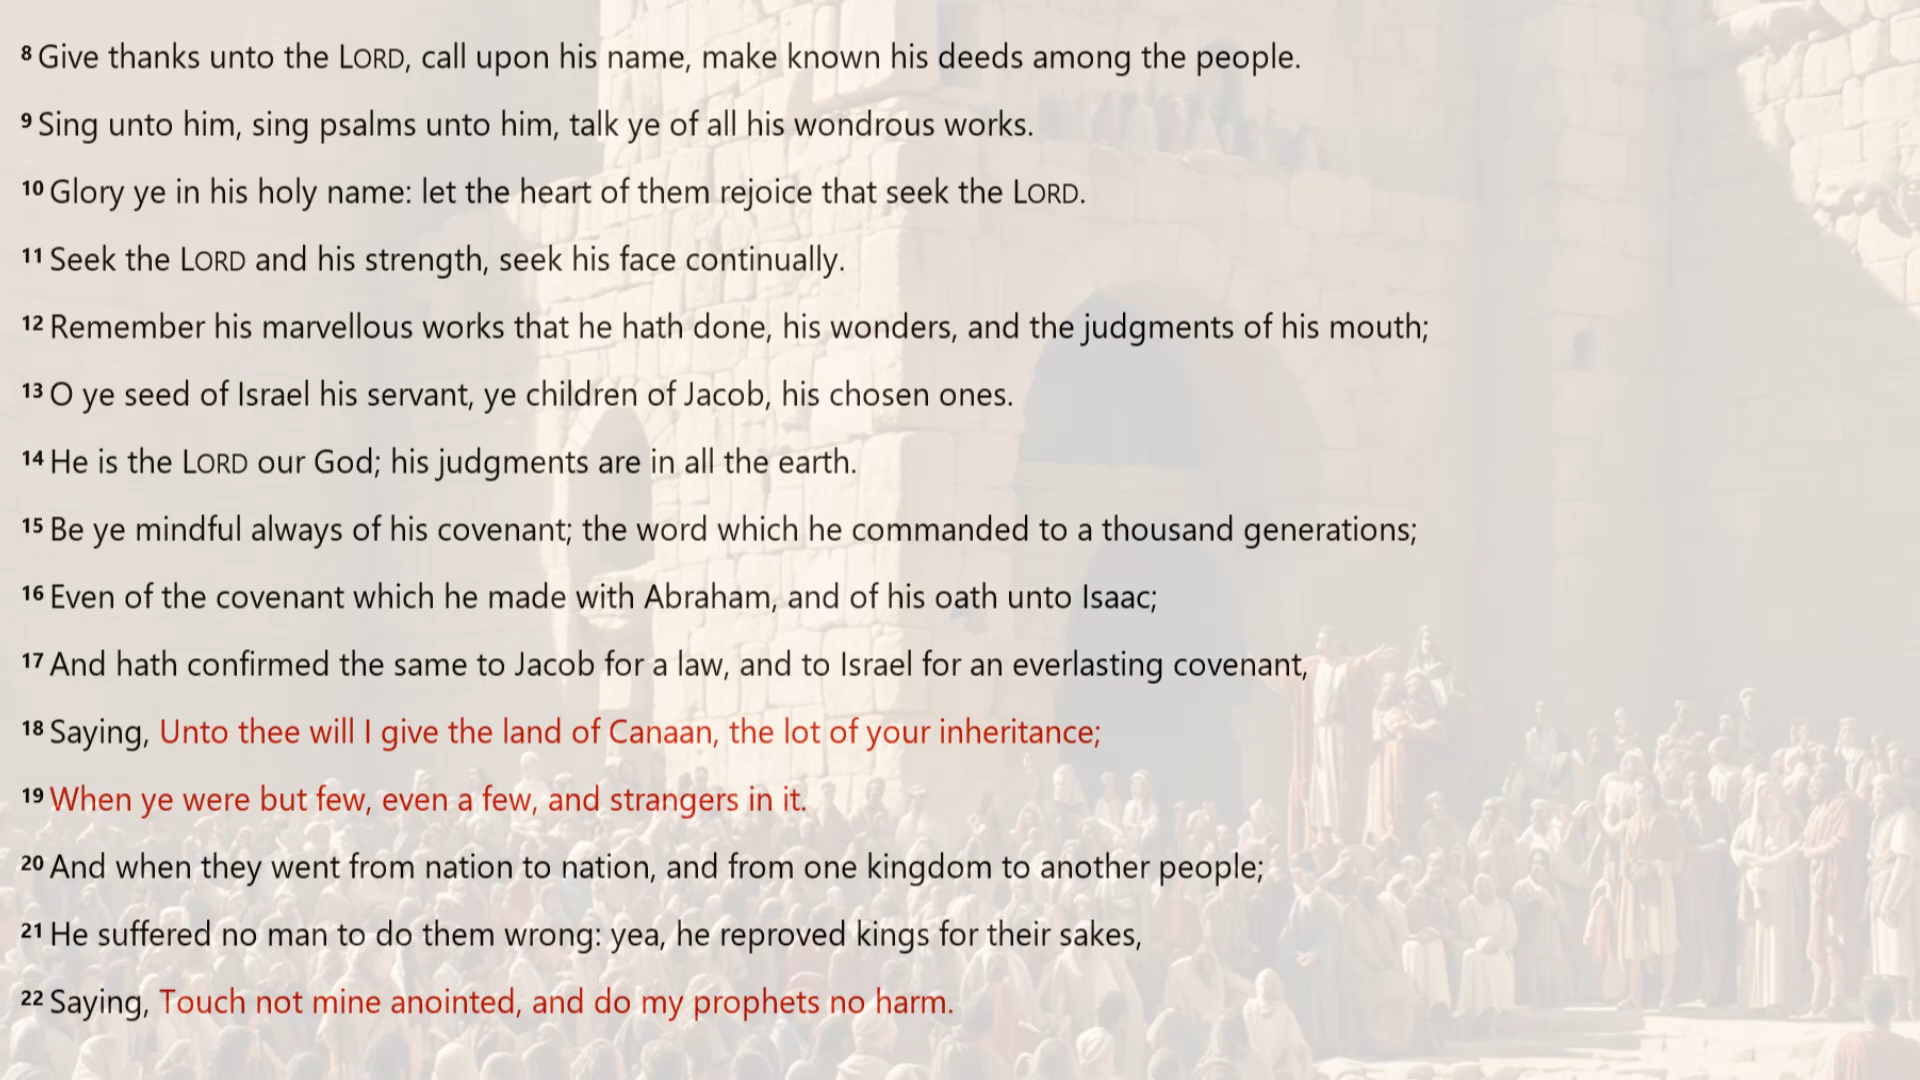 8 Give thanks unto the LORD, call upon his name, make known his deeds among the people.
9 Sing unto him, sing psalms unto him, talk ye of all his wondrous works.
10 Glory ye in his holy name: let the heart of them rejoice that seek the LORD.
11 Seek the LORD and his strength, seek his face continually.
12 Remember his marvellous works that he hath done, his wonders, and the judgments of his mouth;
13 O ye seed of Israel his servant, ye children of Jacob, his chosen ones.
14 He is the LORD our God; his judgments are in all the earth.
15 Be ye mindful always of his covenant; the word which he commanded to a thousand generations;
16 Even of the covenant which he made with Abraham, and of his oath unto Isaac;
17 And hath confirmed the same to Jacob for a law, and to Israel for an everlasting covenant,
18 Saying, Unto thee will I give the land of Canaan, the lot of your inheritance;
19 When ye were but few, even a few, and strangers in it.
20 And when they went from nation to nation, and from one kingdom to another people;
21 He suffered no man to do them wrong: yea, he reproved kings for their sakes,
22 Saying, Touch not mine anointed, and do my prophets no harm.